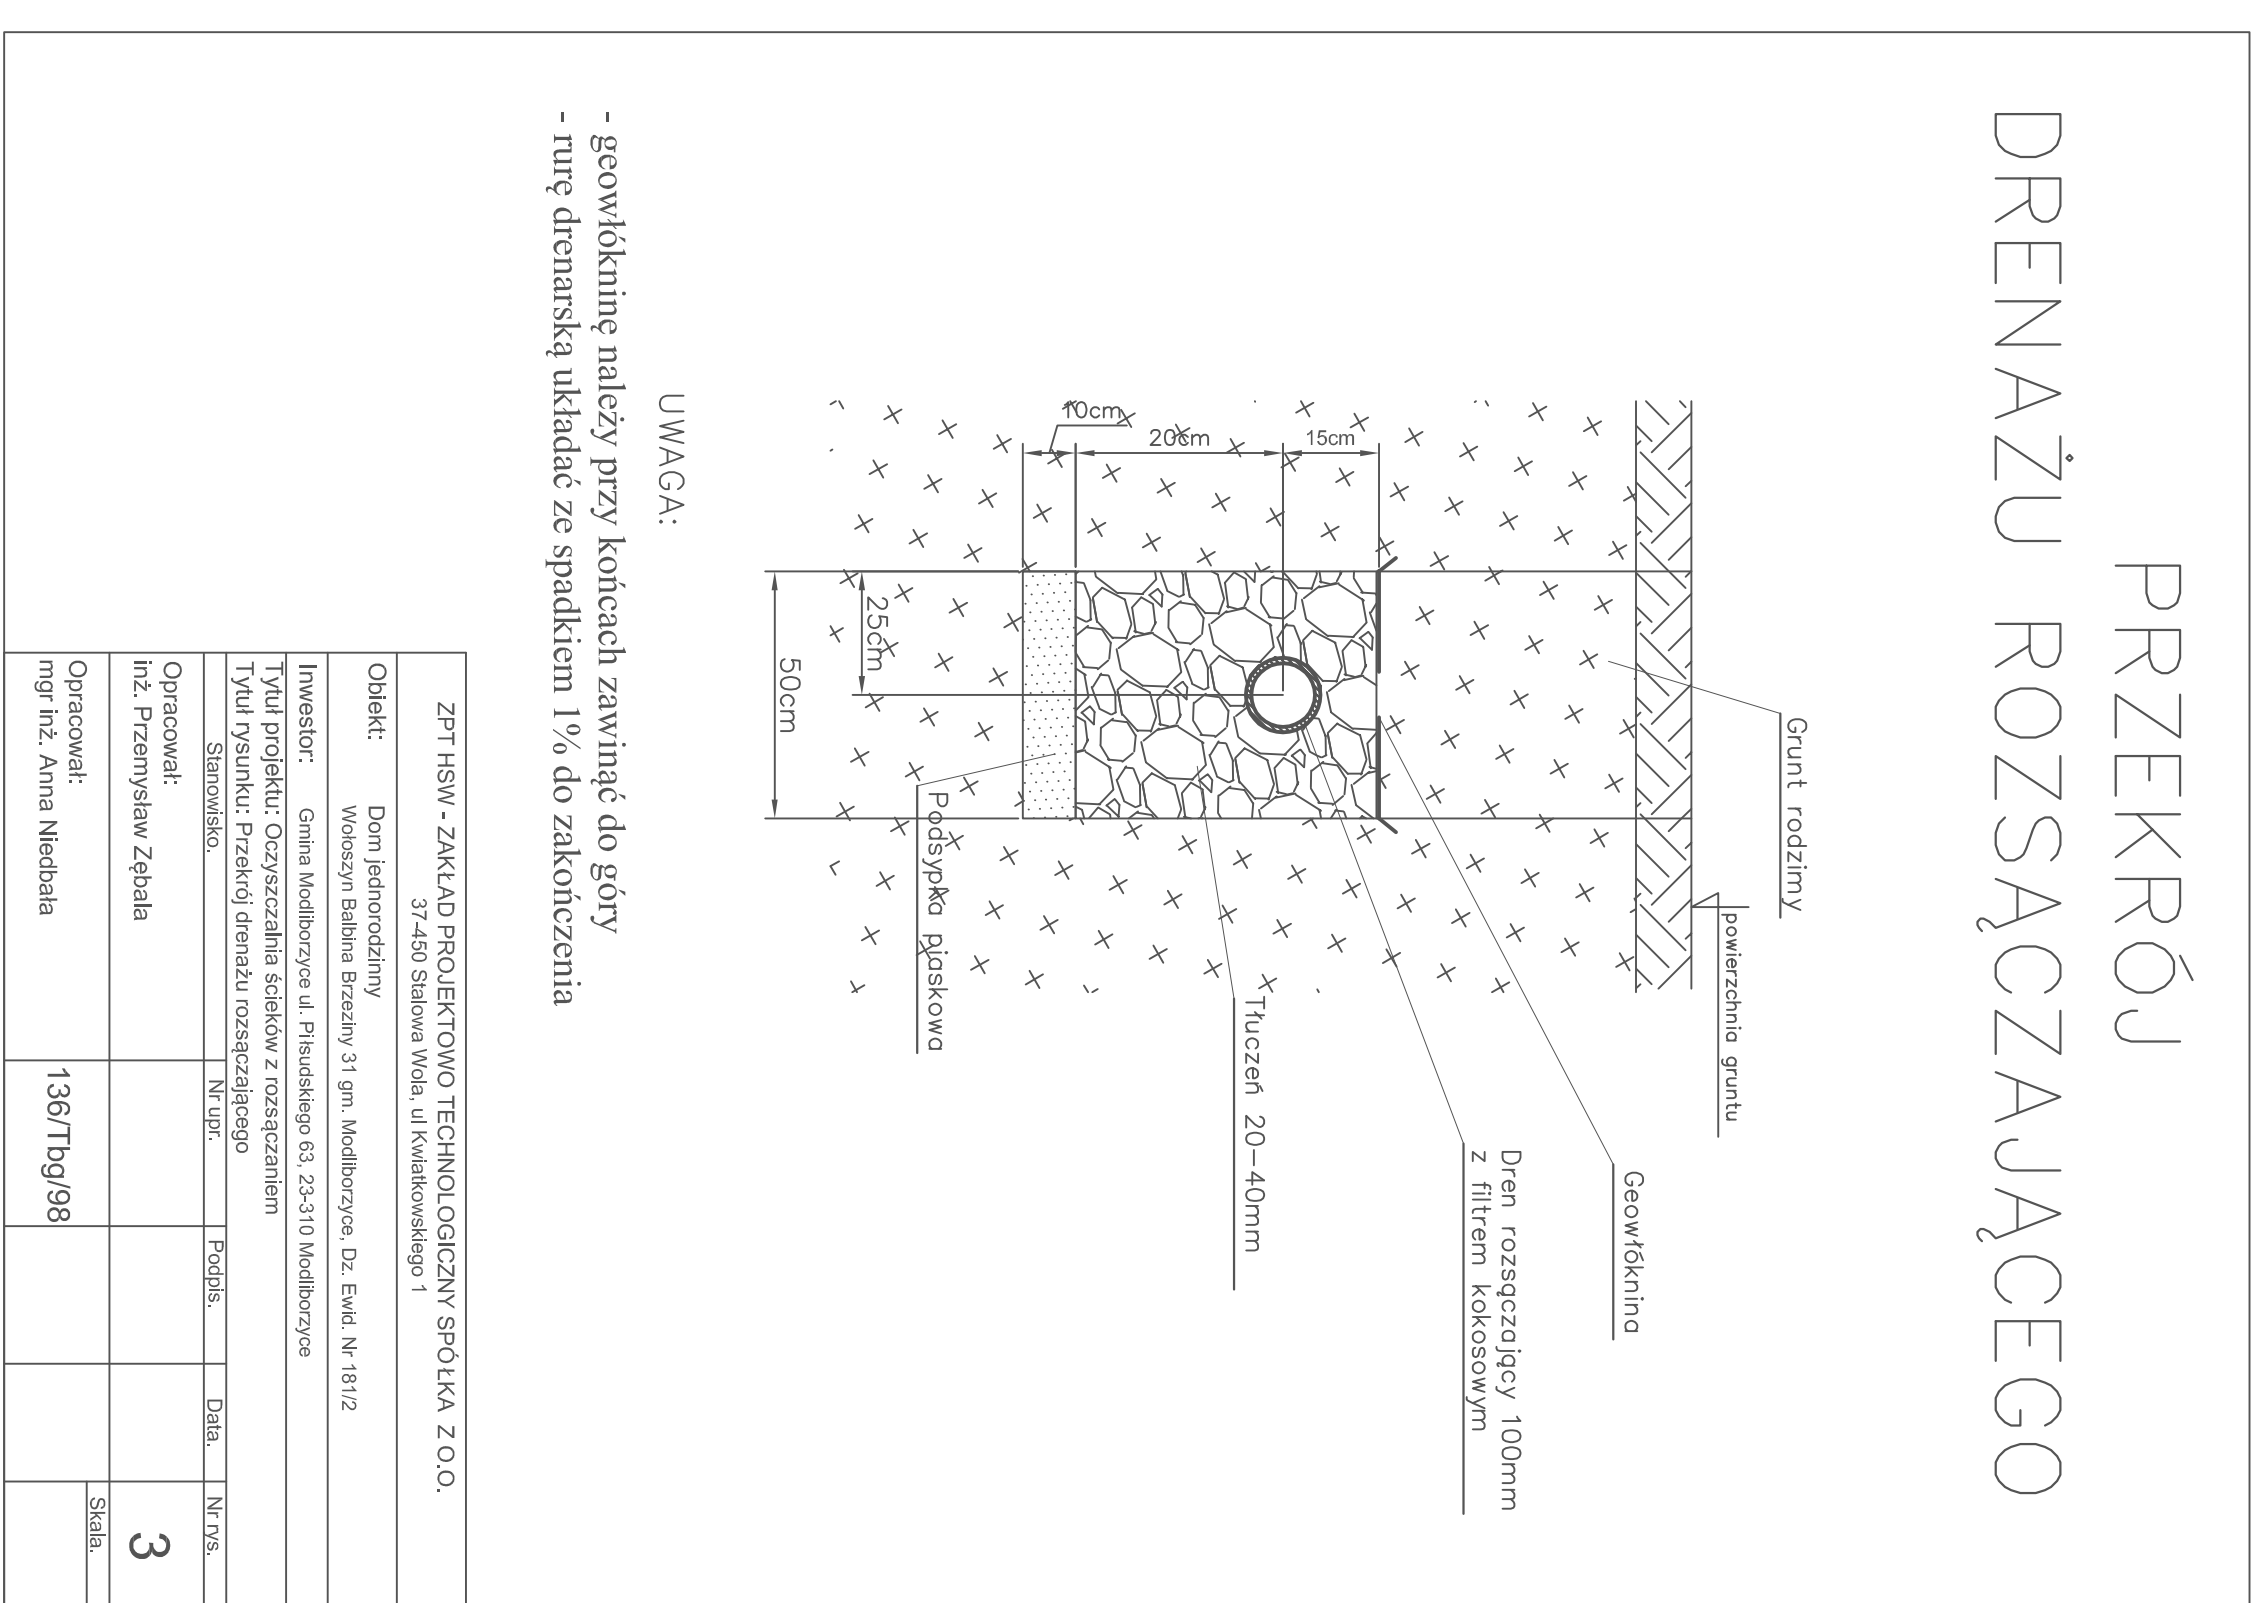 PRZEKRÓJ
DRENAŻU ROZSĄCZAJĄCEGO
Grunt rodzimy
powierzchnia gruntu
Geowłóknina
Dren rozsączający 100mm
z filtrem kokosowym
Tłuczeń 20-40mm
Podsypka piaskowa
15cm
20cm
10cm
25cm
50cm
UWAGA:
- geowłókninę należy przy końcach zawinąć do góry
- rurę drenarską układać ze spadkiem 1% do zakończenia
ZPT HSW - ZAKŁAD PROJEKTOWO TECHNOLOGICZNY SPÓŁKA Z O.O.
37-450 Stalowa Wola, ul Kwiatkowskiego 1
Obiekt: Dom jednorodzinny
Wołoszyn Balbina Brzeziny 31 gm. Modliborzyce, Dz. Ewid. Nr 181/2
Inwestor: Gmina Modliborzyce ul. Piłsudskiego 63, 23-310 Modliborzyce
Tytuł projektu: Oczyszczalnia ścieków z rozsączaniem
Tytuł rysunku: Przekrój drenażu rozsączającego
Stanowisko. Nr upr. Podpis. Data. Nr rys.
Opracował:
inż. Przemysław Zębala
3
Opracował:
mgr inż. Anna Niedbała
136/Tbg/98
Skala.